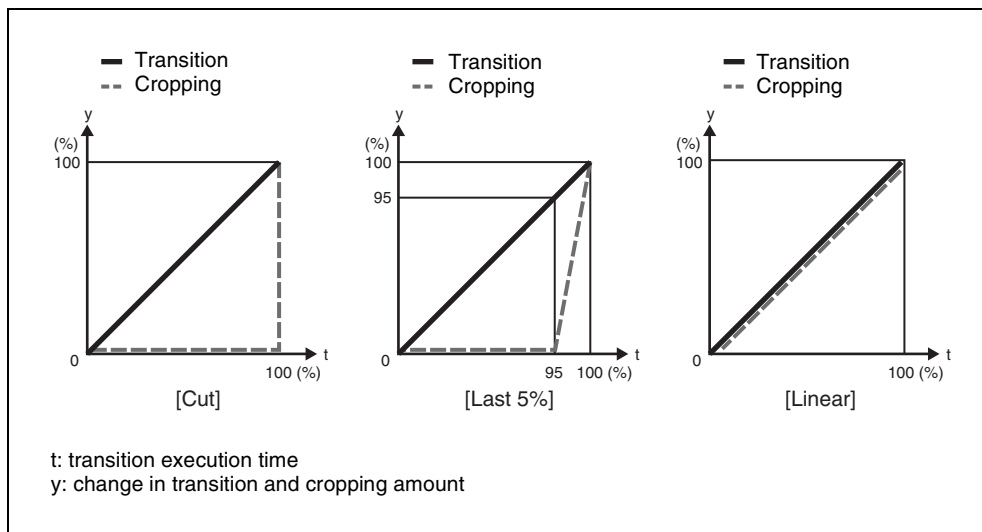 Transition
Cropping
y
(%)
100
0
t
100 (%)
[Cut]
Transition
Cropping
y
(%)
100
95
0
t
95 100 (%)
[Last 5%]
Transition
Cropping
y
(%)
100
0
t
100 (%)
[Linear]
t: transition execution time
y: change in transition and cropping amount